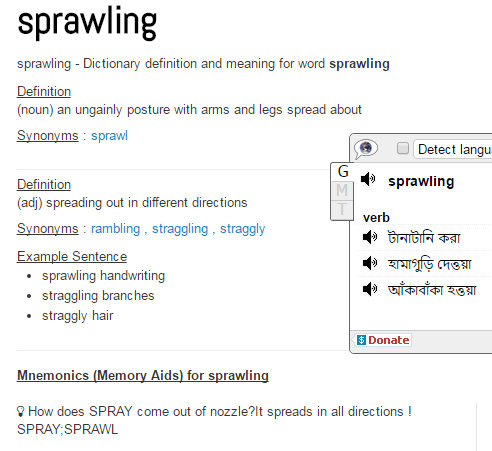 sprawling
sprawling - Dictionary definition and meaning for word sprawling
Definition
(noun) an ungainly posture with arms and legs spread about
Synonyms : sprawl
Definition
(adj) spreading out in different directions
Synonyms : rambling , straggling , straggly
Example Sentence
sprawling handwriting
straggling branches
straggly hair
Mnemonics (Memory Aids) for sprawling
How does SPRAY come out of nozzle?It spreads in all directions !
SPRAY;SPRAWL
Detect langua
G
M
T
sprawling
verb
টানাটানি করা
হামাগুড়ি দেত্তয়া
আঁকাবাঁকা হত্তয়া
$ Donate